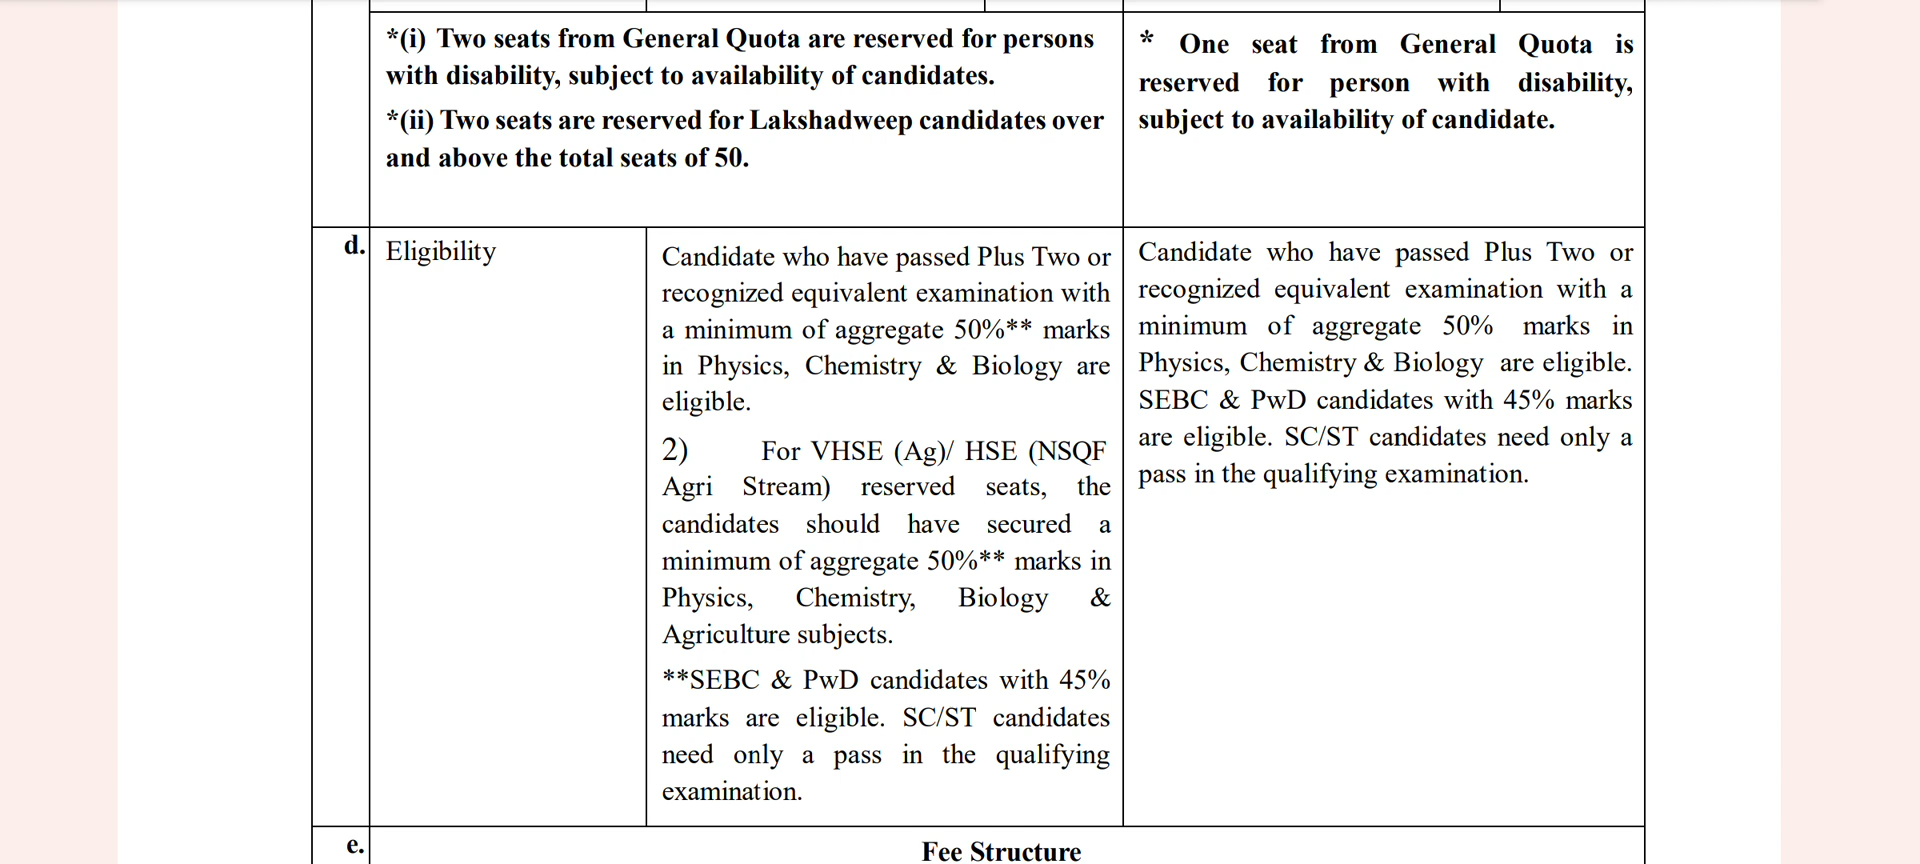 *(i) Two seats from General Quota are reserved for persons
with disability, subject to availability of candidates.
*(ii) Two seats are reserved for Lakshadweep candidates over
and above the total seats of 50.
* One seat from General Quota is
reserved for person with disability,
subject to availability of candidate.
d.
Eligibility
Candidate who have passed Plus Two or
recognized equivalent examination with
a minimum of aggregate 50%** marks
in Physics, Chemistry & Biology are
eligible.
2) For VHSE (Ag)/ HSE (NSQF
Agri Stream) reserved seats, the
candidates should have secured a
minimum of aggregate 50%** marks in
Physics, Chemistry, Biology &
Agriculture subjects.
**SEBC & PwD candidates with 45%
marks are eligible. SC/ST candidates
need only a pass in the qualifying
examination.
Candidate who have passed Plus Two or
recognized equivalent examination with a
minimum of aggregate 50% marks in
Physics, Chemistry & Biology are eligible.
SEBC & PwD candidates with 45% marks
are eligible. SC/ST candidates need only a
pass in the qualifying examination.
e.
Fee Structure